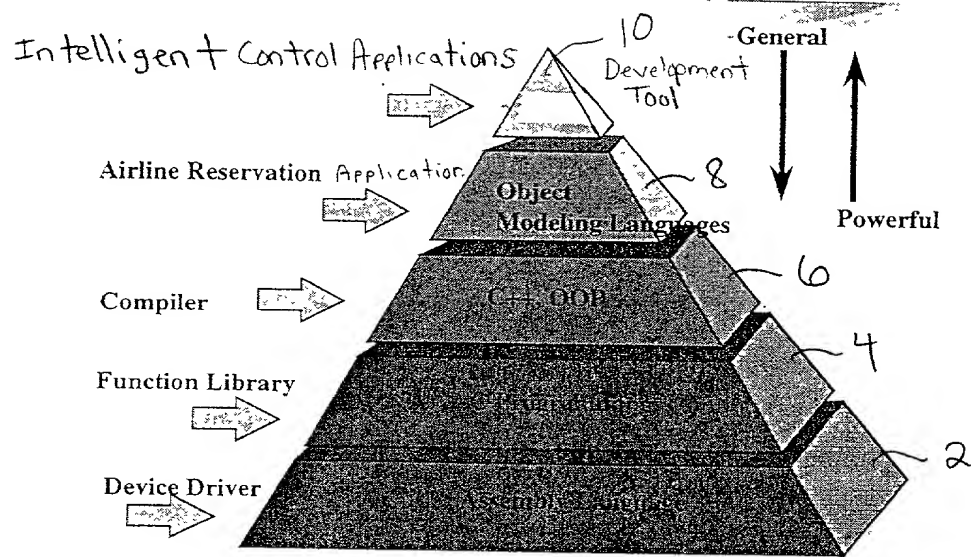 Intelligent Control Applications
10
Development
Tool
General
Powerful
Airline Reservation Application
Object
Modeling Languages
8
Compiler
C++, OOP
6
Function Library
4
Device Driver
Assembly
2